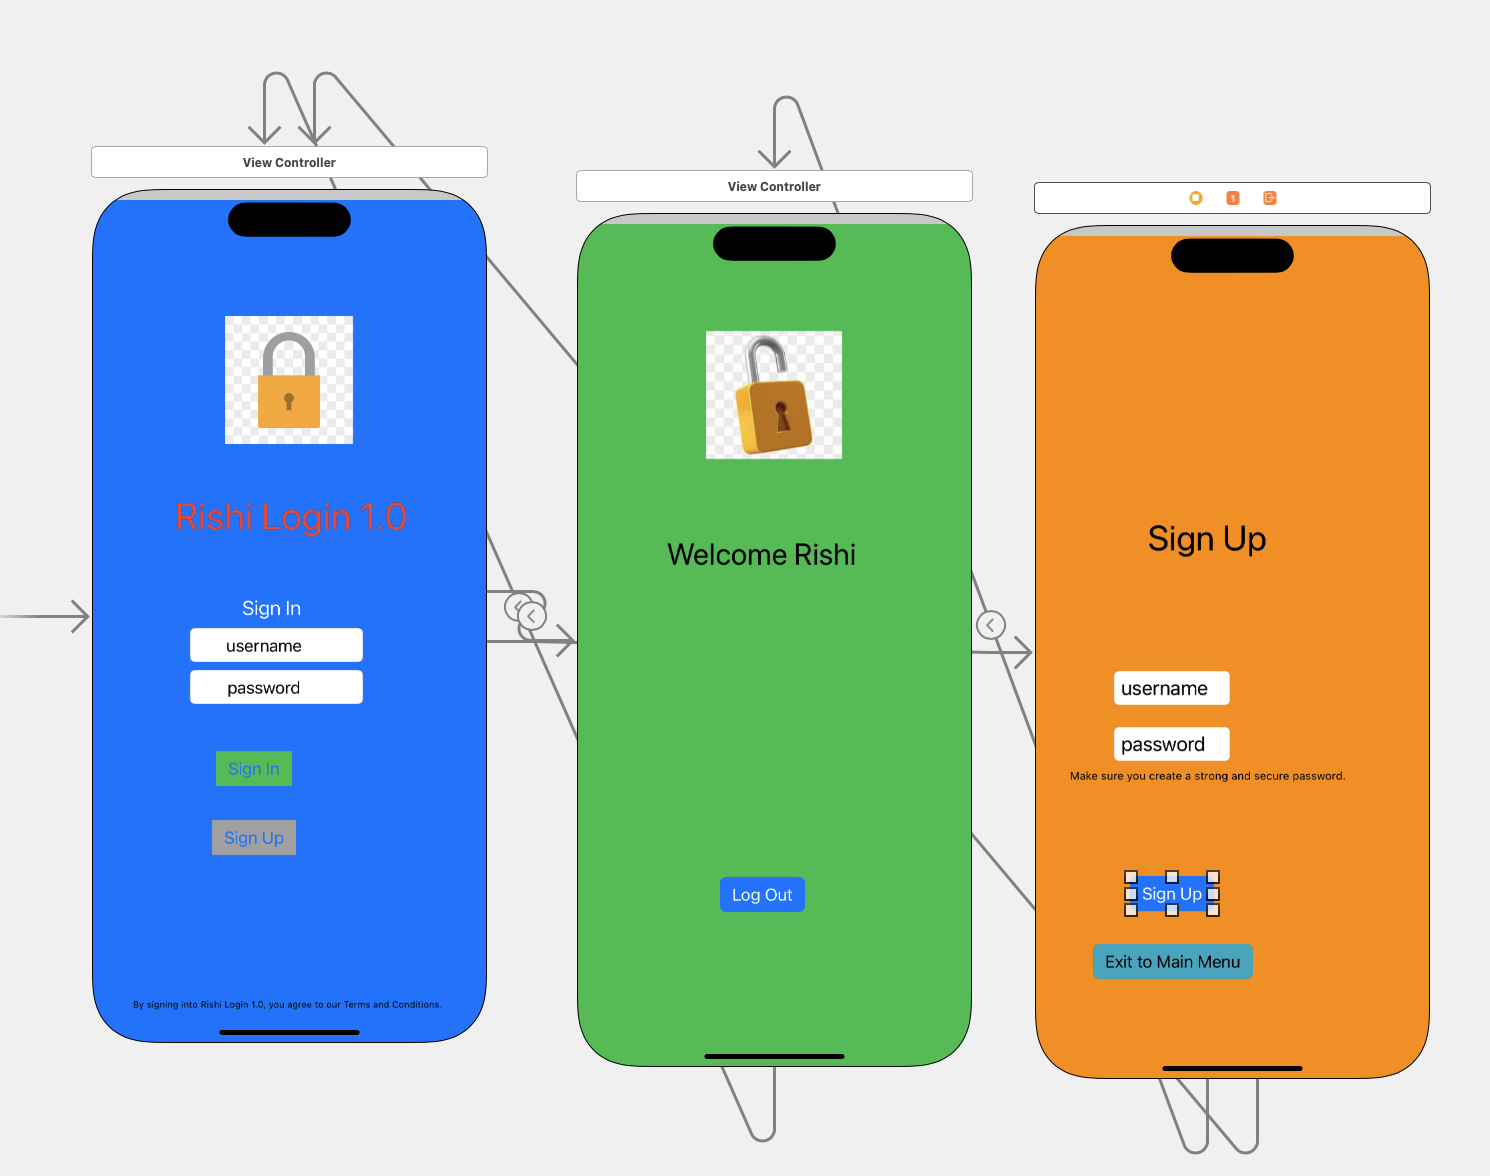 View Controller
Rishi Login 1.0
Sign In
username
password
Sign In
Sign Up
By signing into Rishi Login 1.0, you agree to our Terms and Conditions.
View Controller
Welcome Rishi
Log Out
1
Sign Up
username
password
Make sure you create a strong and secure password.
Sign Up
Exit to Main Menu